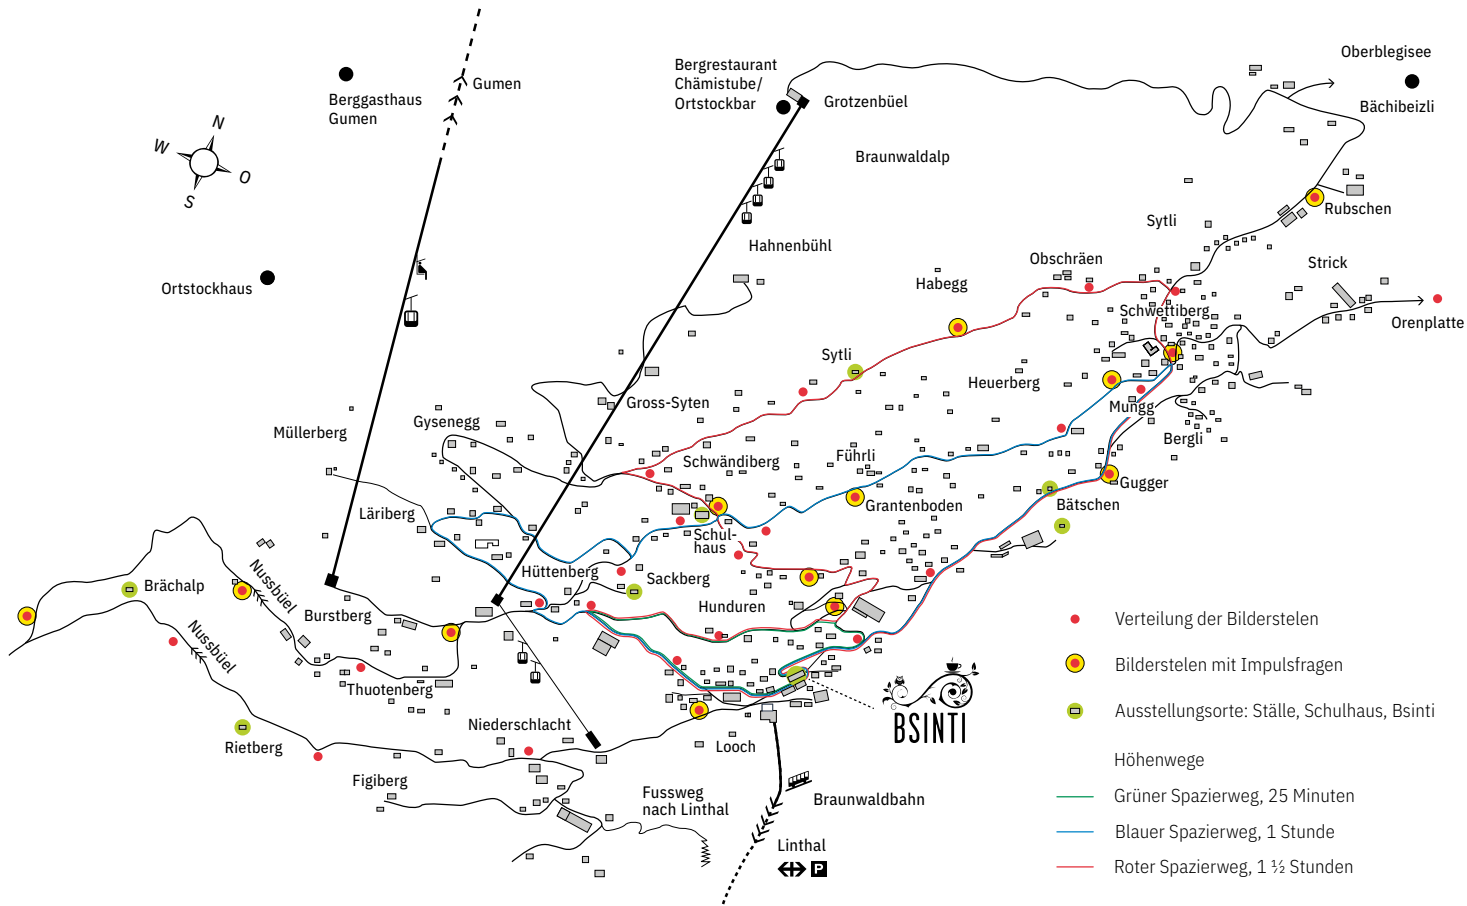 Oberblegisee
Bächibeizli
Bergrestaurant
Chämistube/
Ortstockbar
Grotzenbüel
Gumen
Berggasthaus
Gumen
N
W
O
S
Braunwaldalp
Rubschen
Sytli
Hahnenbühl
Ortstockhaus
Obschräen
Strick
Habegg
Schwettiberg
Orenplatte
Sytli
Heuerberg
Gross-Syten
Mungg
Gysenegg
Müllerberg
Bergli
Schwändiberg
Führli
Gugger
Läriberg
Grantenboden
Bätschen
Schul-
haus
Hüttenberg
Sackberg
Brächalp
Nussbüel
Burstberg
Hunduren
Nussbüel
Thuotenberg
Niederschlacht
Looch
BSINTI
Rietberg
Figiberg
Fussweg
nach Linthal
Braunwaldbahn
Linthal
P
Verteilung der Bilderstelen
Bilderstelen mit Impulsfragen
Ausstellungsorte: Ställe, Schulhaus, Bsinti
Höhenwege
Grüner Spazierweg, 25 Minuten
Blauer Spazierweg, 1 Stunde
Roter Spazierweg, 1 ½ Stunden